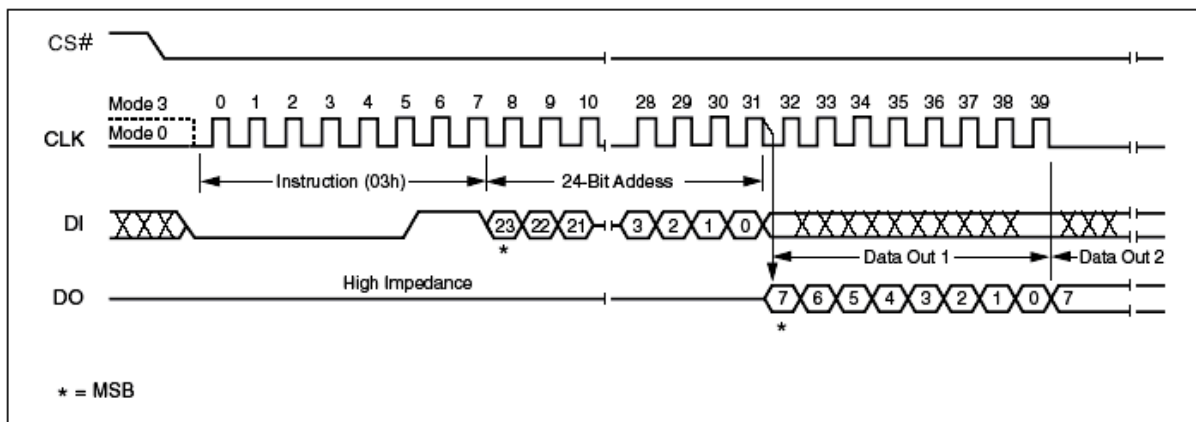 CS#
Mode 3
0 1 2 3 4 5 6 7 8 9 10 28 29 30 31 32 33 34 35 36 37 38 39
Mode 0
CLK
Instruction (03h)
24-Bit Addess
DI
23 22 21 3 2 1 0
*
Data Out 1
Data Out 2
High Impedance
DO
7 6 5 4 3 2 1 0 7
*
* = MSB